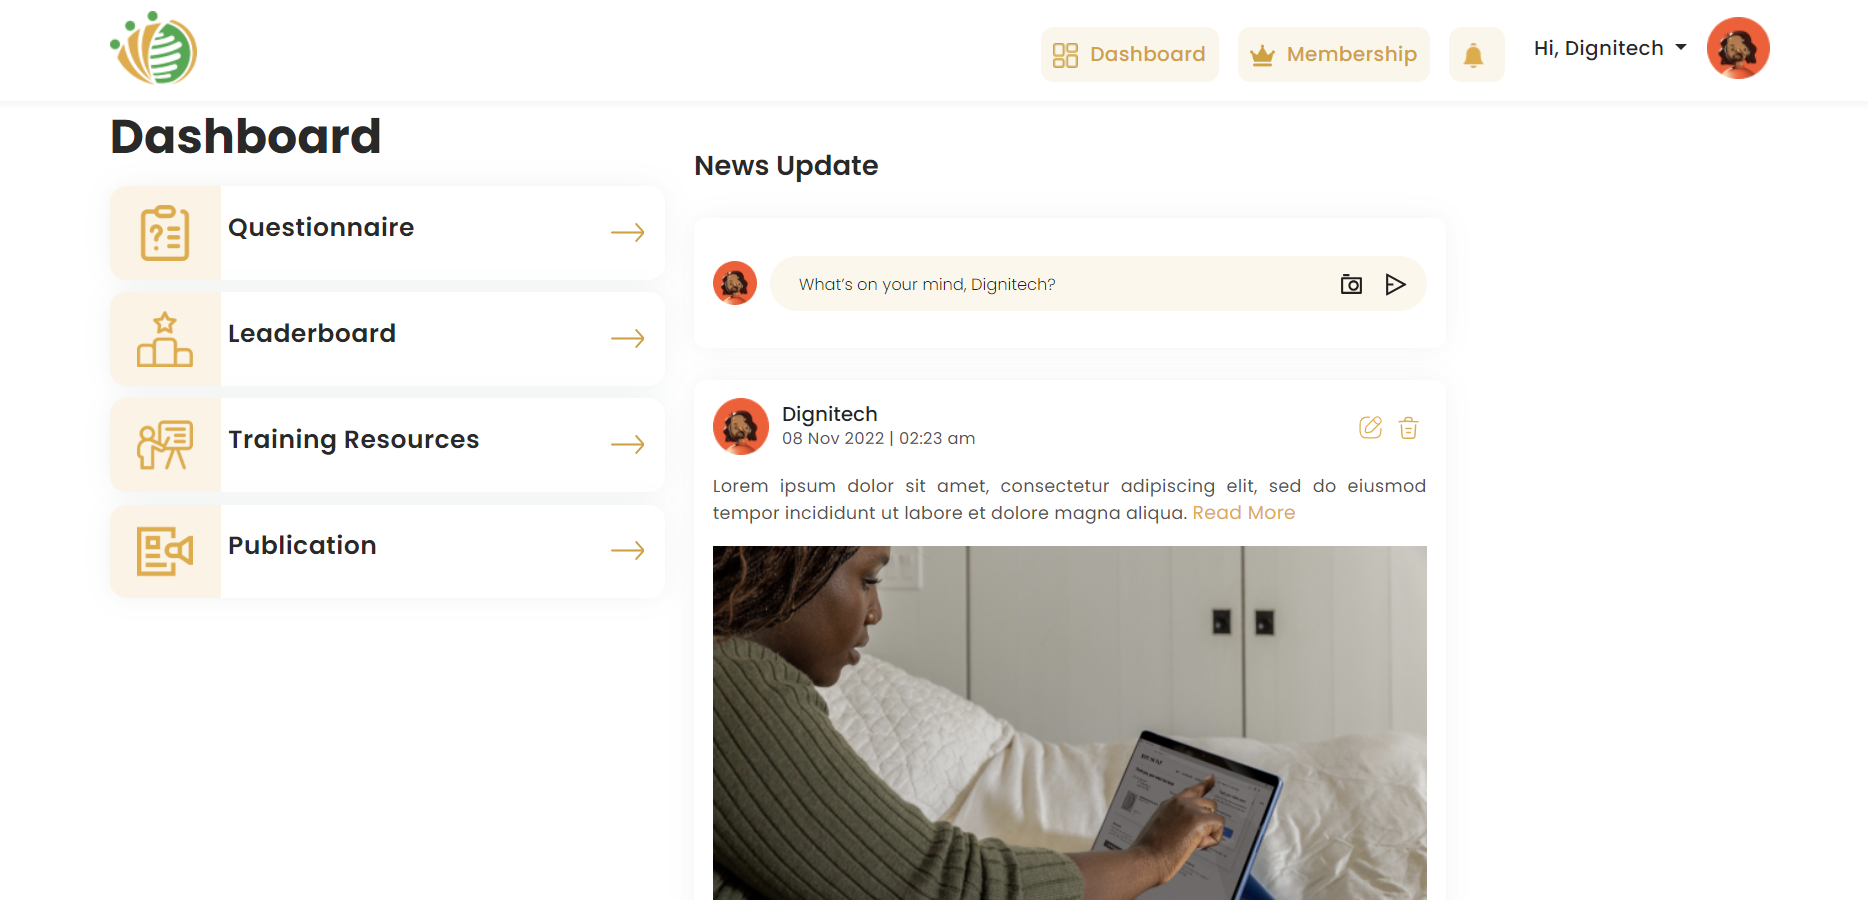 Dashboard
Membership
Hi, Dignitech
Dashboard
Questionnaire
Leaderboard
Training Resources
Publication
News Update
What's on your mind, Dignitech?
Dignitech
08 Nov 2022 | 02:23 am
Lorem ipsum dolor sit amet, consectetur adipiscing elit, sed do eiusmod
tempor incididunt ut labore et dolore magna aliqua. Read More